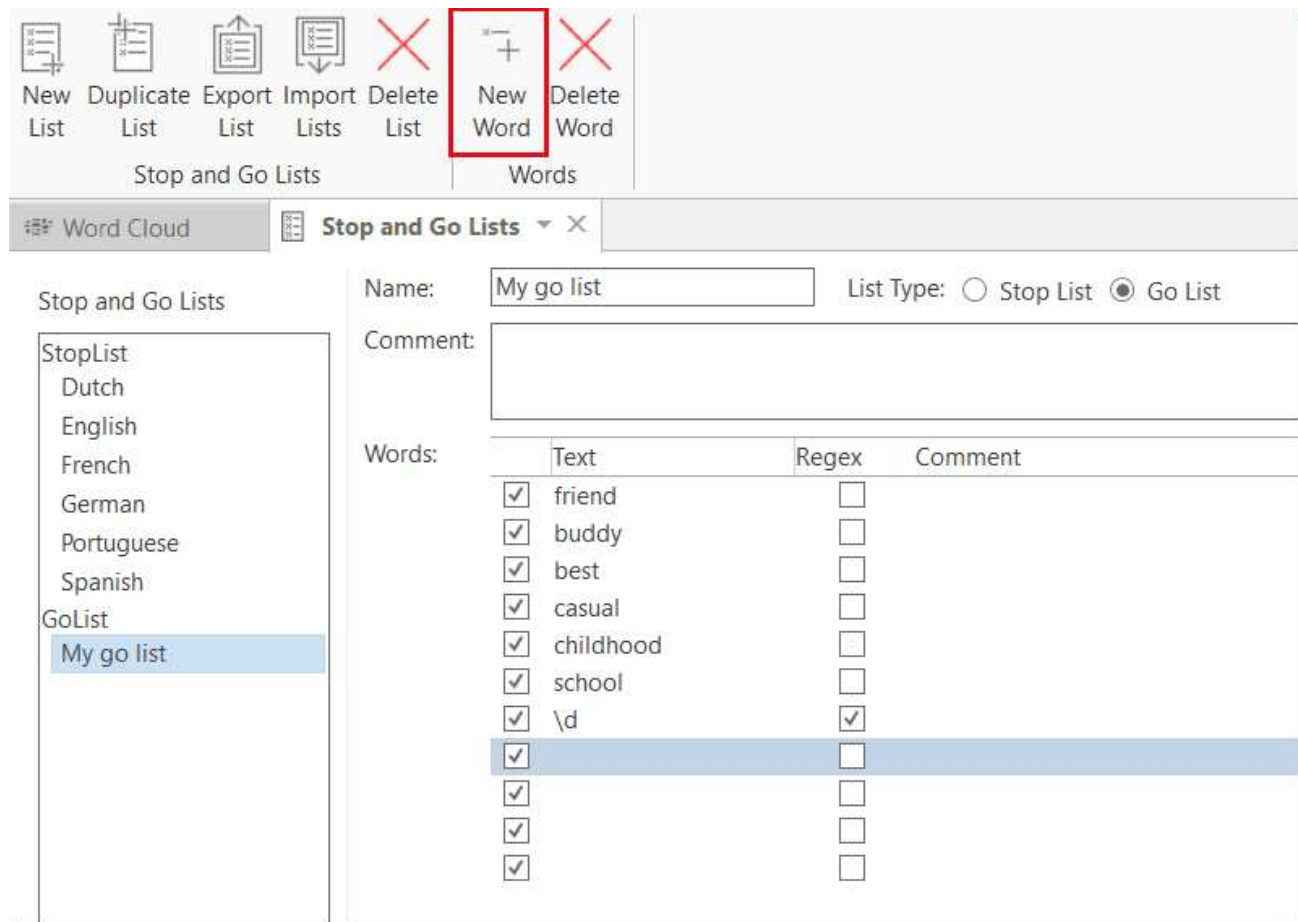 New Duplicate Export Import Delete New Delete
List List List Lists List Word Word
Stop and Go Lists Words
Word Cloud Stop and Go Lists
Stop and Go Lists Name: My go list List Type: Stop List Go List
StopList Comment:
Dutch
English
French Words: Text Regex Comment
German friend
Portuguese buddy
Spanish best
GoList casual
My go list childhood
school
\d